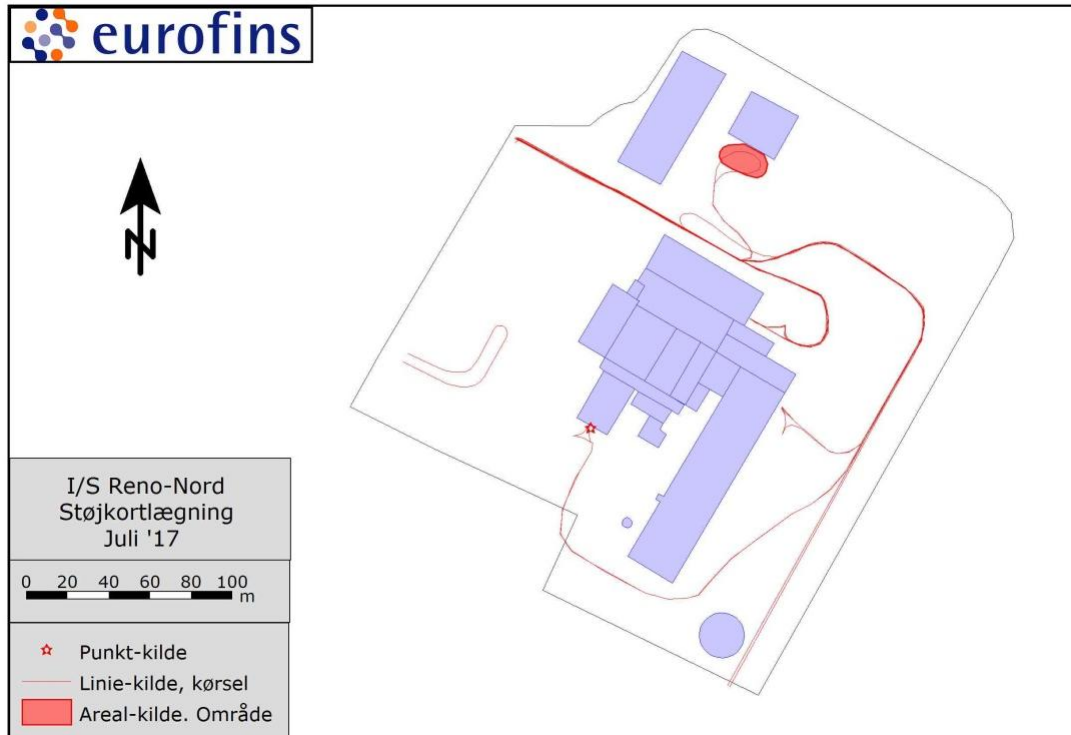 eurofins
N
I/S Reno-Nord
Støjkortlægning
Juli '17
0 20 40 60 80 100
m
Punkt-kilde
Linie-kilde, kørsel
Areal-kilde. Område